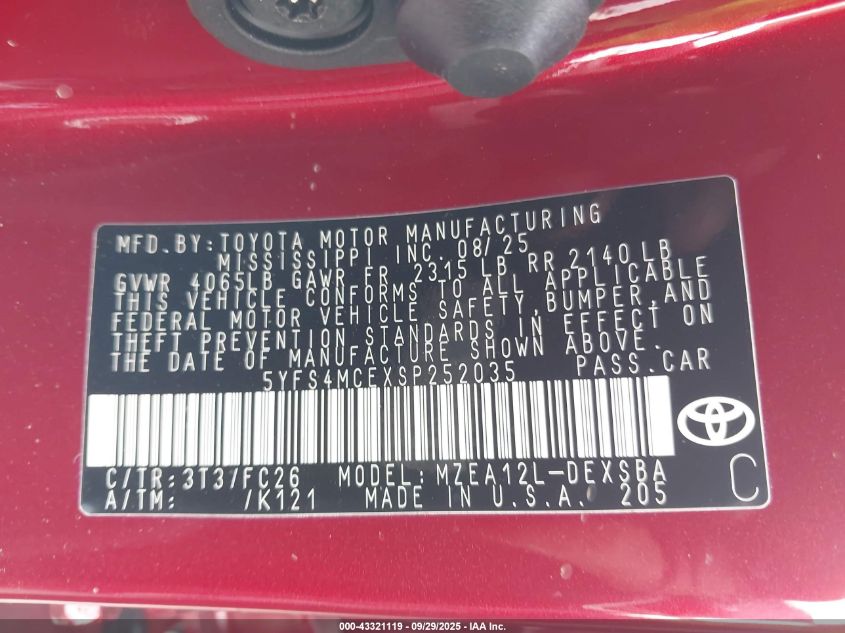 MFD.BY:TOYOTA MOTOR MANUFACTURING
MISSISSIPPI INC. 08/25
GVWR 4065LB GAWR FR 2315 LB RR 2140 LB
THIS VEHICLE CONFORMS TO ALL APPLICABLE
FEDERAL MOTOR VEHICLE SAFETY, BUMPER, AND
THEFT PREVENTION STANDARDS IN EFFECT ON
THE DATE OF MANUFACTURE SHOWN ABOVE.
5YFS4MCEXSP252035 PASS.CAR
C/TR:3T37/FC26 MODEL:MZEA12L-DEXSBA
A/TM: /K121 MADE IN U.S.A. 205
C
000-43321119 - 09/29/2025 - IAA Inc.